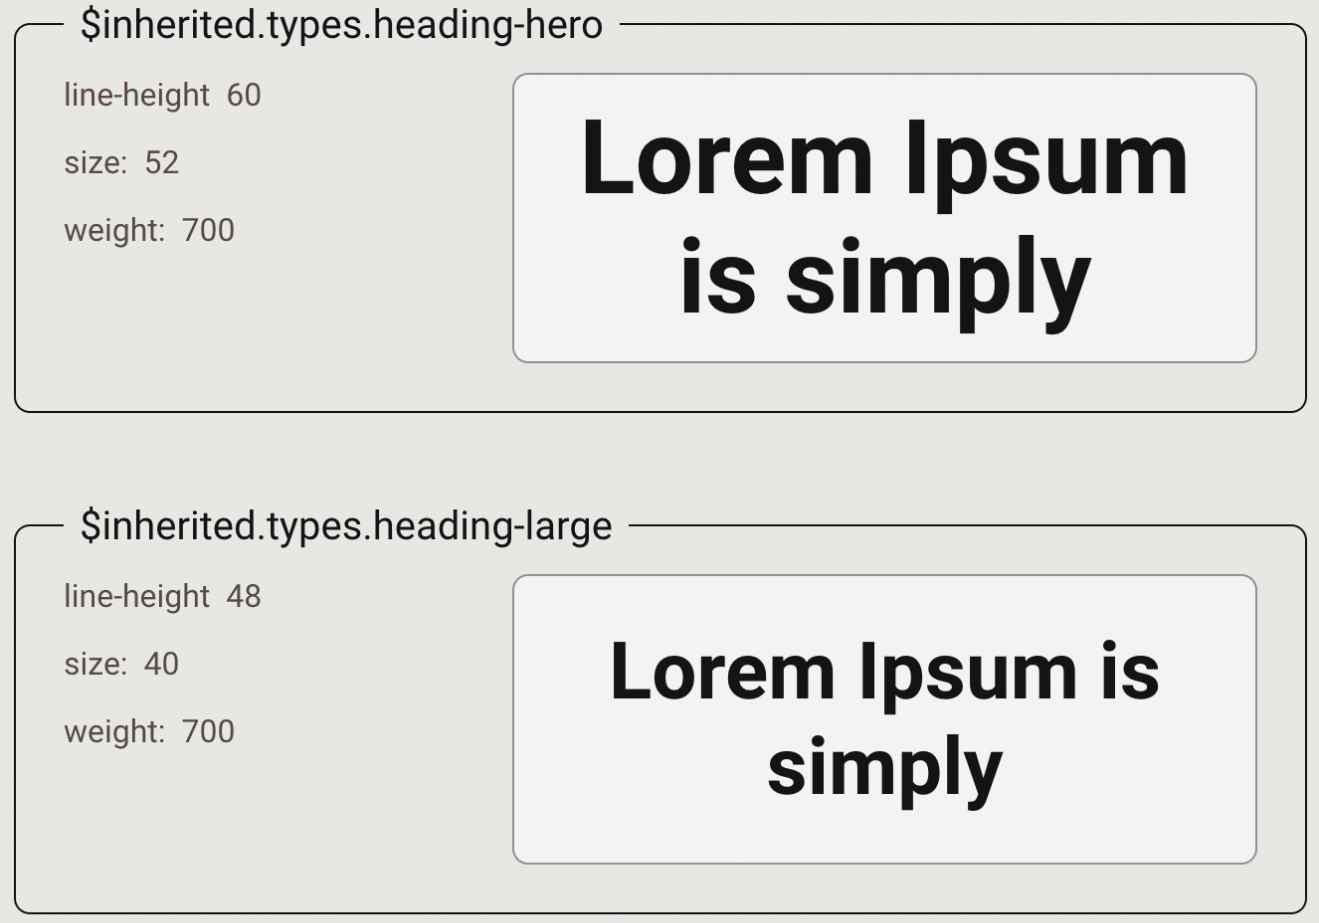 $inherited.types.heading-hero
line-height 60
size: 52
weight: 700
Lorem Ipsum
is simply
$inherited.types.heading-large
line-height 48
size: 40
weight: 700
Lorem Ipsum is
simply